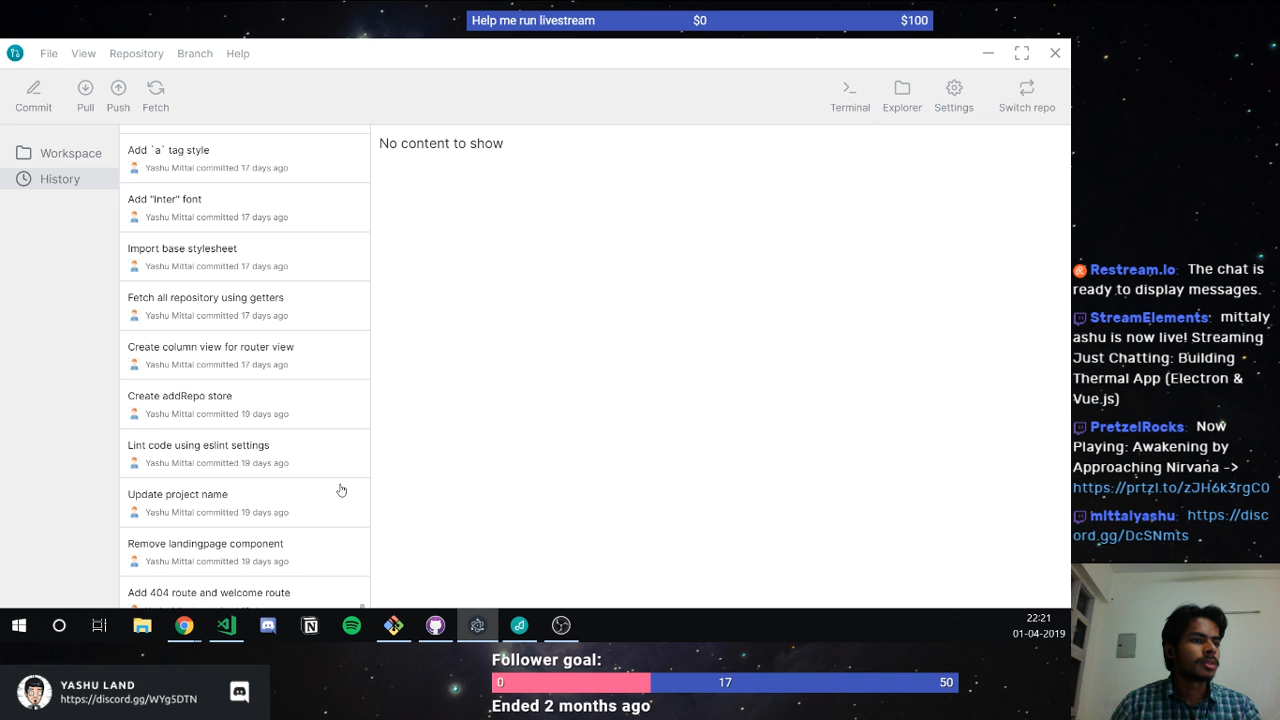 Help me run livestream $0 $100
File View Repository Branch Help
Commit Pull Push Fetch Terminal Explorer Settings Switch repo
Workspace
History
Add `a` tag style
Yashu Mittal committed 17 days ago
Add "Inter" font
Yashu Mittal committed 17 days ago
Import base stylesheet
Yashu Mittal committed 17 days ago
Fetch all repository using getters
Yashu Mittal committed 17 days ago
Create column view for router view
Yashu Mittal committed 17 days ago
Create addRepo store
Yashu Mittal committed 19 days ago
Lint code using eslint settings
Yashu Mittal committed 19 days ago
Update project name
Yashu Mittal committed 19 days ago
Remove landingpage component
Yashu Mittal committed 19 days ago
Add 404 route and welcome route
No content to show
Restream.io: The chat is
ready to display messages.
StreamElements: mittaly
ashu is now live! Streaming
Just Chatting: Building
Thermal App (Electron &
Vue.js)
PretzelRocks: Now
Playing: Awakening by
Approaching Nirvana ->
https://prtzl.to/zJH6k3rgC0
mittalyashu: https://disc
ord.gg/DcSNmts
22:21
01-04-2019
Follower goal:
0 17 50
Ended 2 months ago
YASHU LAND
https://discord.gg/WYg5DTN